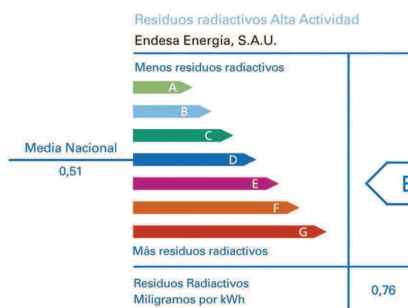 Residuos radiactivos Alta Actividad
Endesa Energía, S.A.U.
Menos residuos radiactivos
A
B
C
Media Nacional
D
0,51
E
F
G
Más residuos radiactivos
Residuos Radiactivos
Miligramos por kWh
0,76